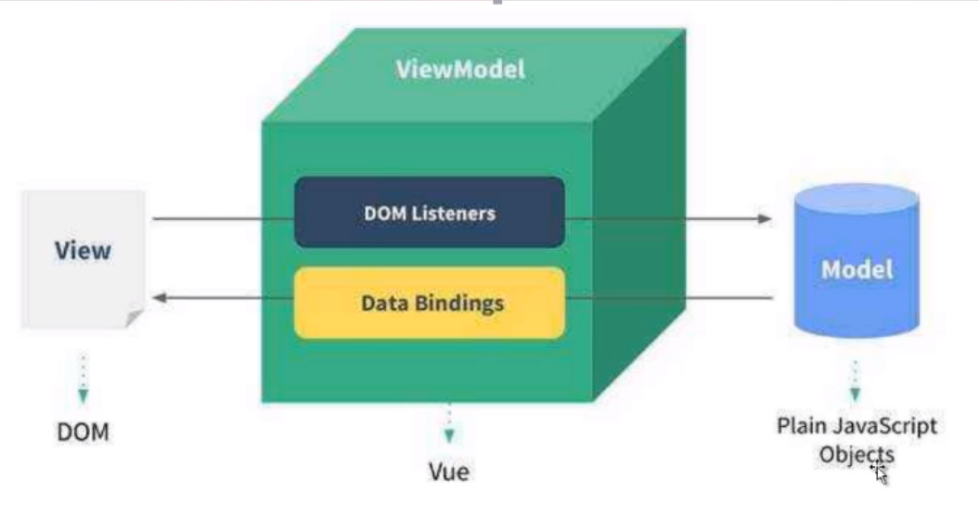 ViewModel
DOM Listeners
View
Model
Data Bindings
DOM
Vue
Plain JavaScript
Objects